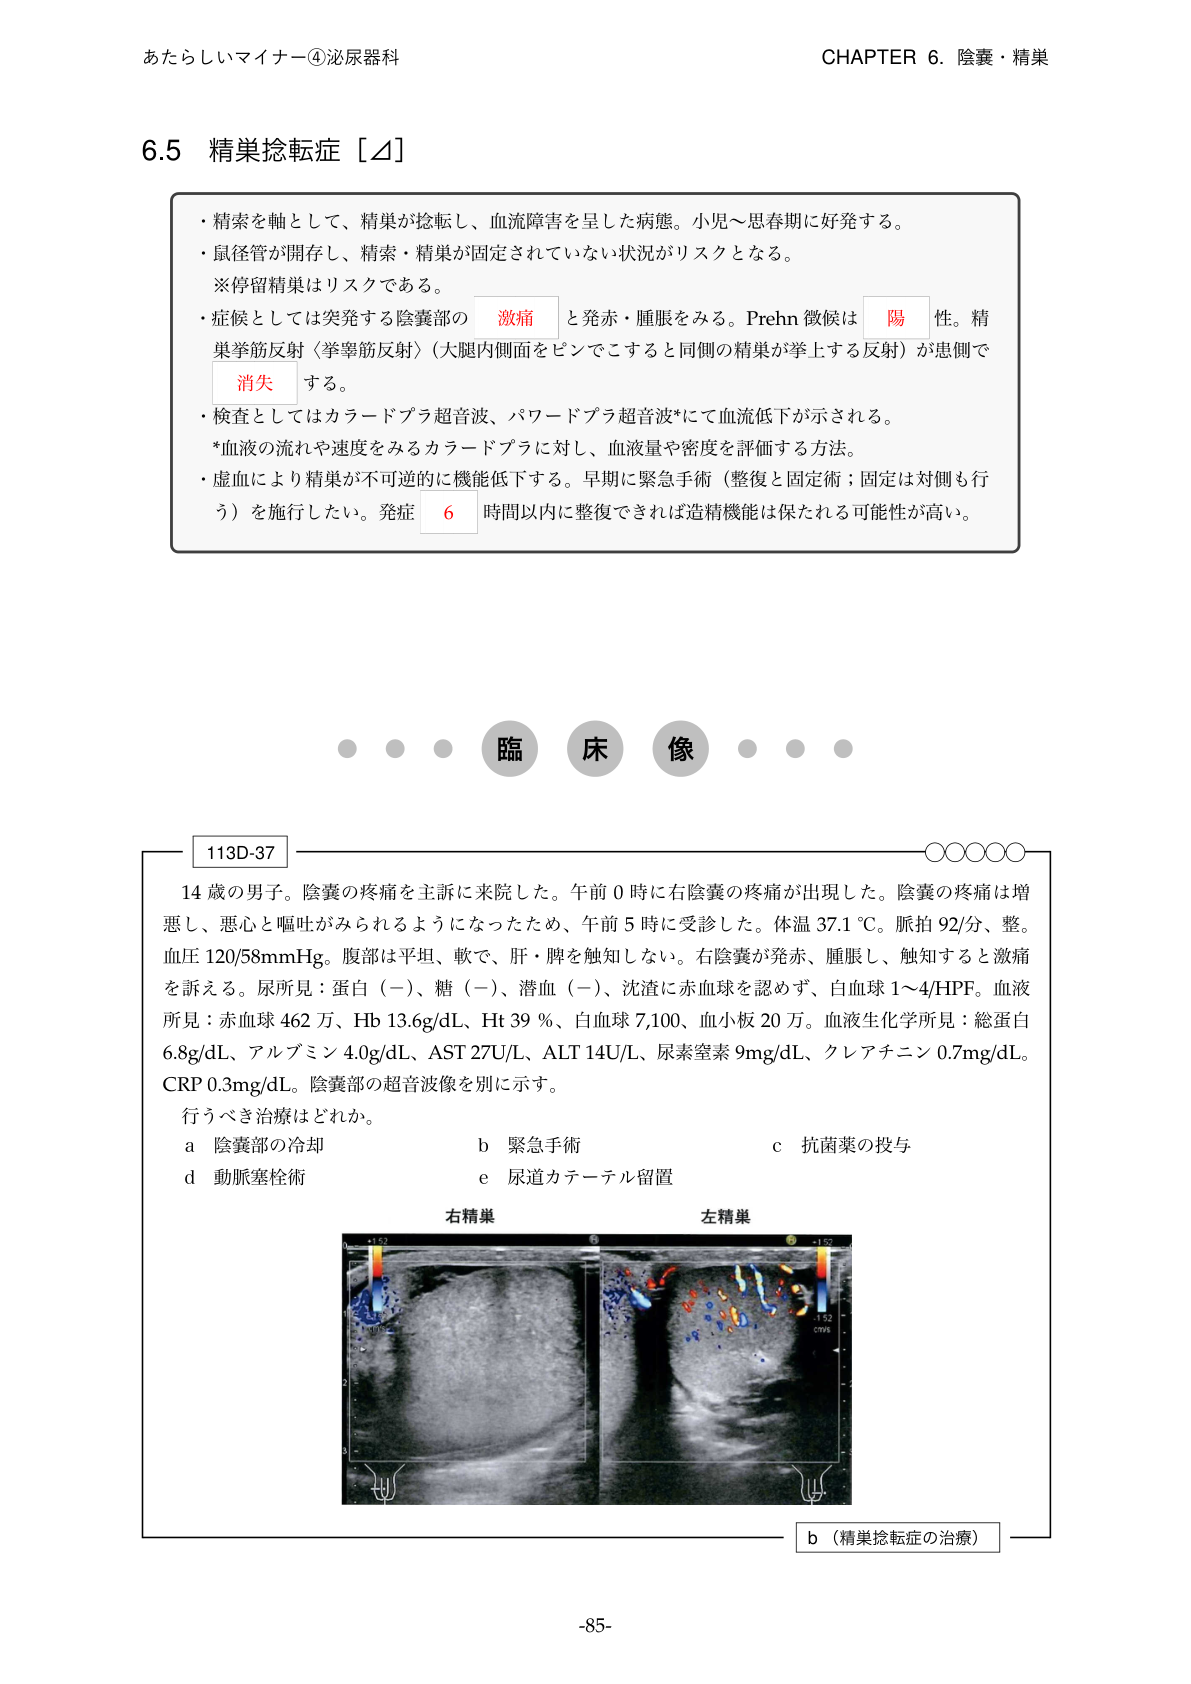 あたらしいマイナー④泌尿器科 CHAPTER 6. 陰嚢・精巣
6.5 精巣捻転症［⊿］
・精索を軸として、精巣が捻転し、血流障害を呈した病態。小児〜思春期に好発する。
・鼠径管が開存し、精索・精巣が固定されていない状況がリスクとなる。
※停留精巣はリスクである。
・症候としては突発する陰嚢部の 激痛 と発赤・腫脹をみる。Prehn 徴候は 陽 性。精
巣挙筋反射〈挙睾筋反射〉（大腿内側面をピンでこすると同側の精巣が挙上する反射）が患側で
消失 する。
・検査としてはカラードプラ超音波、パワードプラ超音波*にて血流低下が示される。
*血液の流れや速度をみるカラードプラに対し、血液量や密度を評価する方法。
・虚血により精巣が不可逆的に機能低下する。早期に緊急手術（整復と固定術；固定は対側も行
う）を施行したい。発症 6 時間以内に整復できれば造精機能は保たれる可能性が高い。
臨床像
113D-37
14 歳の男子。陰嚢の疼痛を主訴に来院した。午前 0 時に右陰嚢の疼痛が出現した。陰嚢の疼痛は増
悪し、悪心と嘔吐がみられるようになったため、午前 5 時に受診した。体温 37.1 ℃。脈拍 92/分、整。
血圧 120/58mmHg。腹部は平坦、軟で、肝・脾を触知しない。右陰嚢が発赤、腫脹し、触知すると激痛
を訴える。尿所見：蛋白（−）、糖（−）、潜血（−）、沈渣に赤血球を認めず、白血球 1〜4/HPF。血液
所見：赤血球 462 万、Hb 13.6g/dL、Ht 39 %、白血球 7,100、血小板 20 万。血液生化学所見：総蛋白
6.8g/dL、アルブミン 4.0g/dL、AST 27U/L、ALT 14U/L、尿素窒素 9mg/dL、クレアチニン 0.7mg/dL。
CRP 0.3mg/dL。陰嚢部の超音波像を別に示す。
行うべき治療はどれか。
a 陰嚢部の冷却 b 緊急手術 c 抗菌薬の投与
d 動脈塞栓術 e 尿道カテーテル留置
右精巣 左精巣
+1.52 +1.52
0
1
-1.52
cm/s
2
3
b （精巣捻転症の治療）
-85-